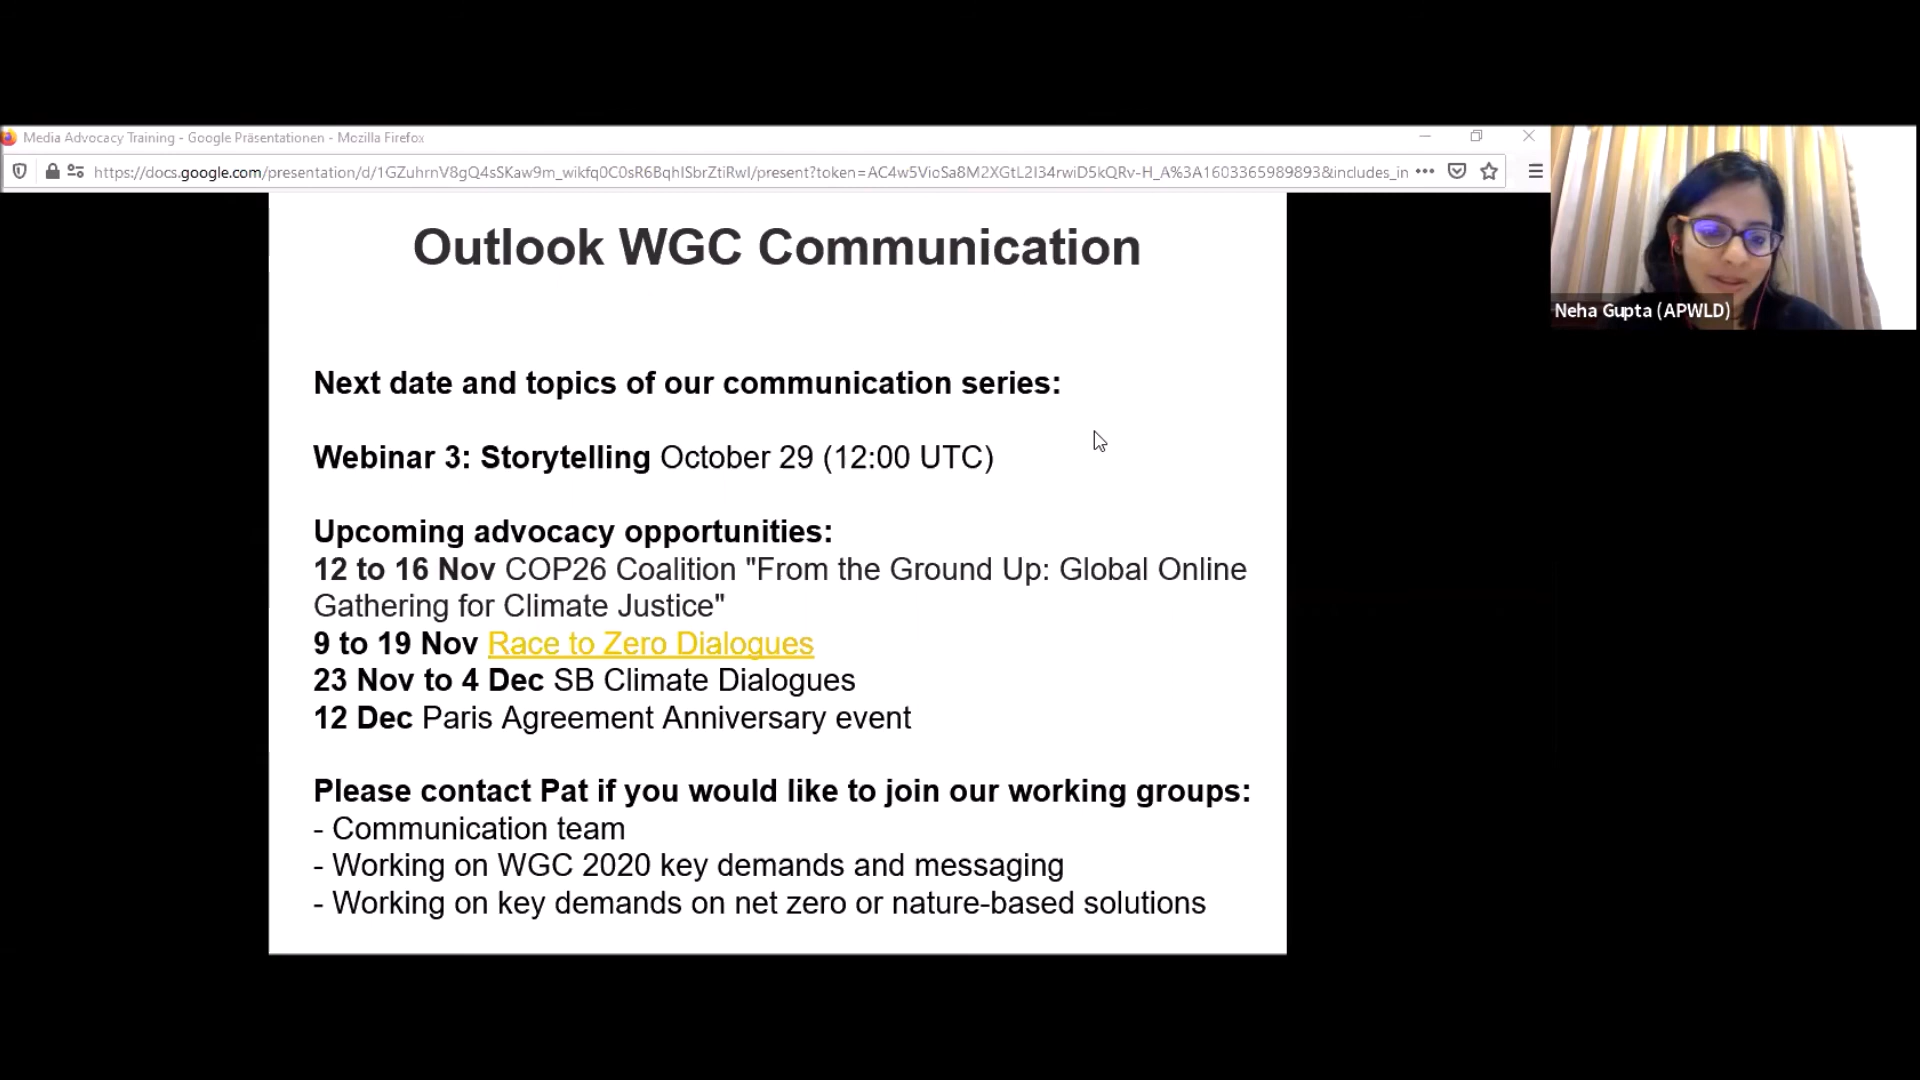 Media Advocacy Training - Google Präsentationen - Mozilla Firefox
https://docs.google.com/presentation/d/1GZuhrnV8gQ4sSKaw9m_wikfq0C0sR6BqhISbrZtiRwI/present?token=AC4w5VioSa8M2XGtL2I34rwiD5kQRv-H_A%3A1603365989893&includes_in
Neha Gupta (APWLD)
Outlook WGC Communication
Next date and topics of our communication series:
Webinar 3: Storytelling October 29 (12:00 UTC)
Upcoming advocacy opportunities:
12 to 16 Nov COP26 Coalition "From the Ground Up: Global Online
Gathering for Climate Justice"
9 to 19 Nov Race to Zero Dialogues
23 Nov to 4 Dec SB Climate Dialogues
12 Dec Paris Agreement Anniversary event
Please contact Pat if you would like to join our working groups:
- Communication team
- Working on WGC 2020 key demands and messaging
- Working on key demands on net zero or nature-based solutions